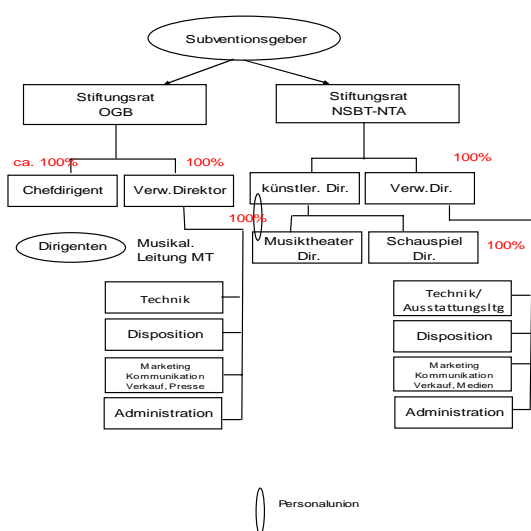 Subventionsgeber
Stiftungsrat
OGB
Stiftungsrat
NSBT-NTA
ca. 100%
100%
100%
Chefdirigent
Verw.Direktor
künstler. Dir.
Verw.Dir.
100%
Dirigenten
Musikal.
Leitung MT
Musiktheater
Dir.
Schauspiel
Dir.
100%
Technik
Disposition
Marketing
Kommunikation
Verkauf, Presse
Administration
Technik/
Ausstattungsltg
Disposition
Marketing
Kommunikation
Verkauf, Medien
Administration
Personalunion